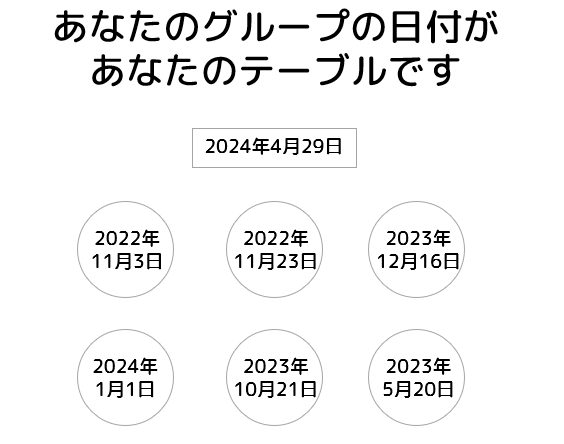 あなたのグループの日付が
あなたのテーブルです
2024年4月29日
2022年
11月3日
2022年
11月23日
2023年
12月16日
2024年
1月1日
2023年
10月21日
2023年
5月20日